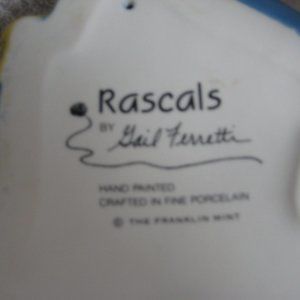 Rascals
BY Gail Ferretti
HAND PAINTED
CRAFTED IN FINE PORCELAIN
© THE FRANKLIN MINT